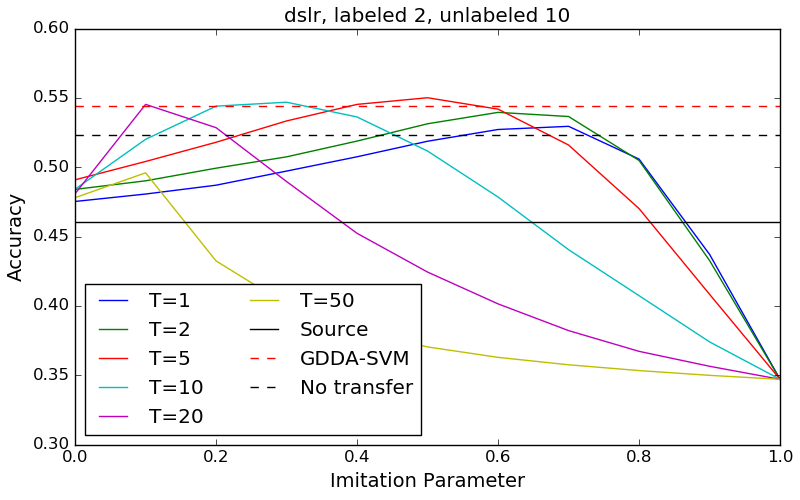 dslr, labeled 2, unlabeled 10
0.60
0.55
0.50
0.45
0.40
0.35
0.30
Accuracy
T=1
T=2
T=5
T=10
T=20
T=50
Source
GDDA-SVM
No transfer
0.0 0.2 0.4 0.6 0.8 1.0
Imitation Parameter